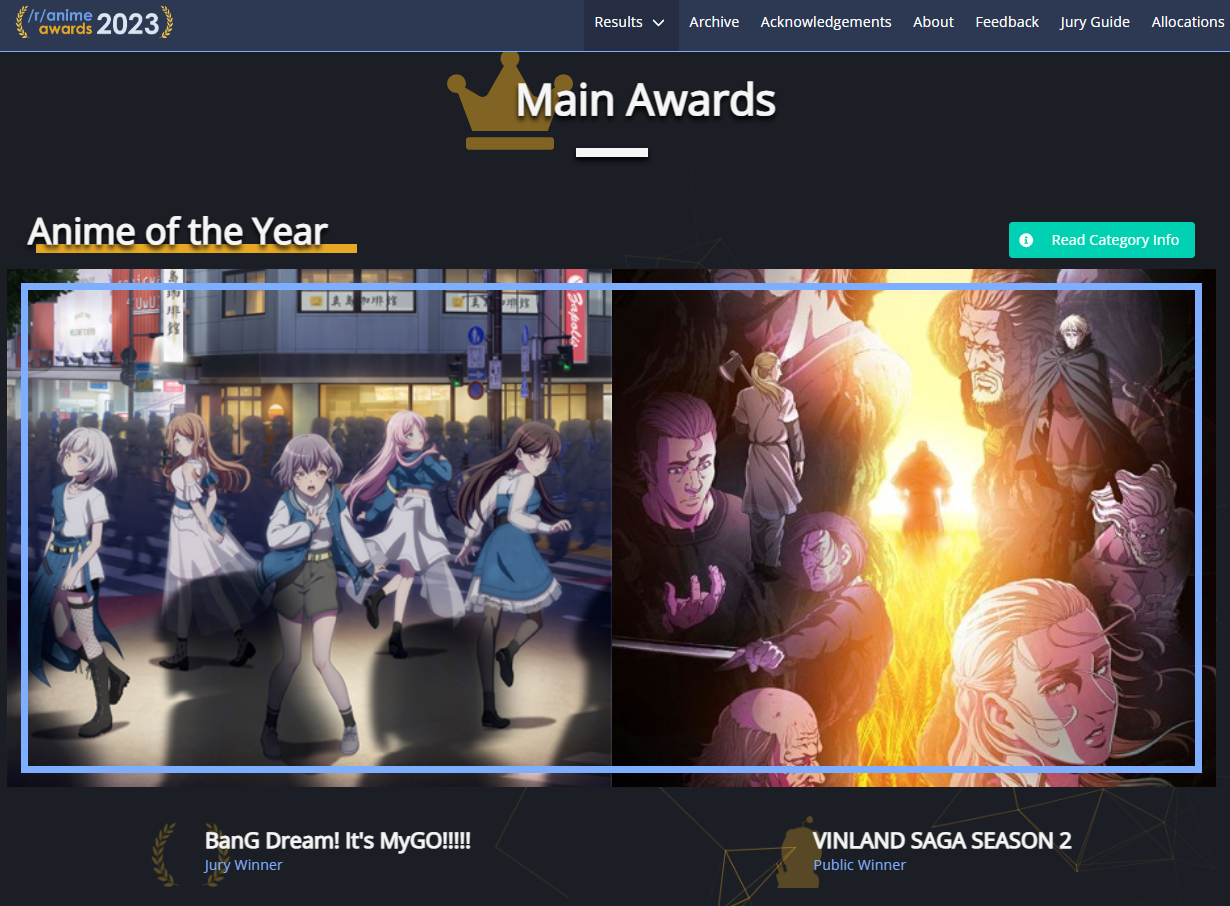 /r/anime
awards 2023
Results
Archive
Acknowledgements
About
Feedback
Jury Guide
Allocations
Main Awards
Anime of the Year
Read Category Info
BanG Dream! It's MyGO!!!!!
Jury Winner
VINLAND SAGA SEASON 2
Public Winner